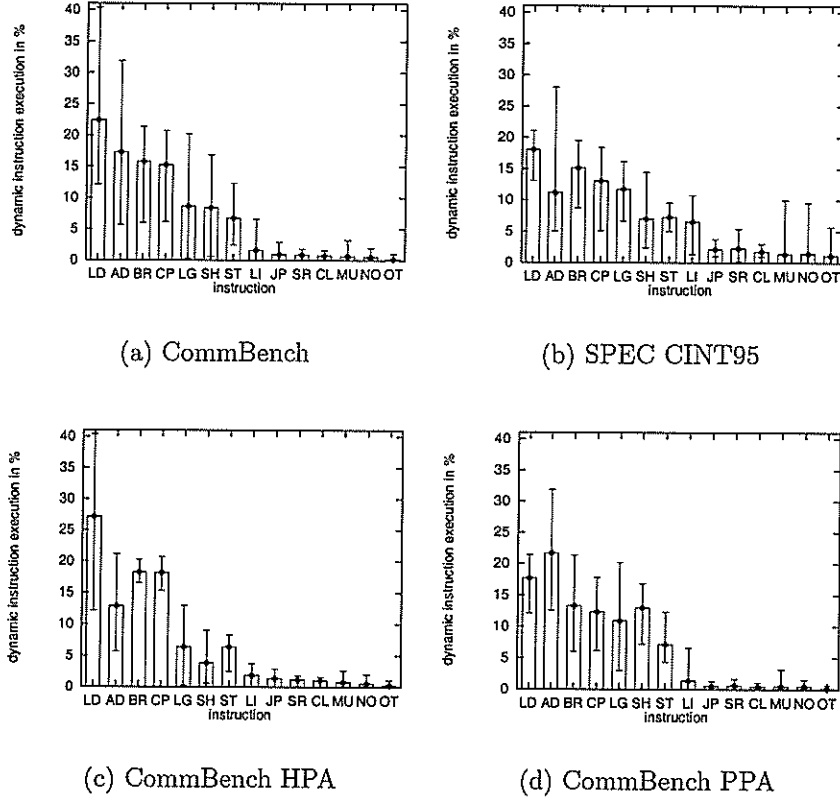 dynamic instruction execution in %
40
35
30
25
20
15
10
5
0
LD AD BR CP LG SH ST LI JP SR CL MU NO OT
instruction
(a) CommBench
dynamic instruction execution in %
40
35
30
25
20
15
10
5
0
LD AD BR CP LG SH ST LI JP SR CL MU NO OT
instruction
(b) SPEC CINT95
dynamic instruction execution in %
40
35
30
25
20
15
10
5
0
LD AD BR CP LG SH ST LI JP SR CL MU NO OT
instruction
(c) CommBench HPA
dynamic instruction execution in %
40
35
30
25
20
15
10
5
0
LD AD BR CP LG SH ST LI JP SR CL MU NO OT
instruction
(d) CommBench PPA